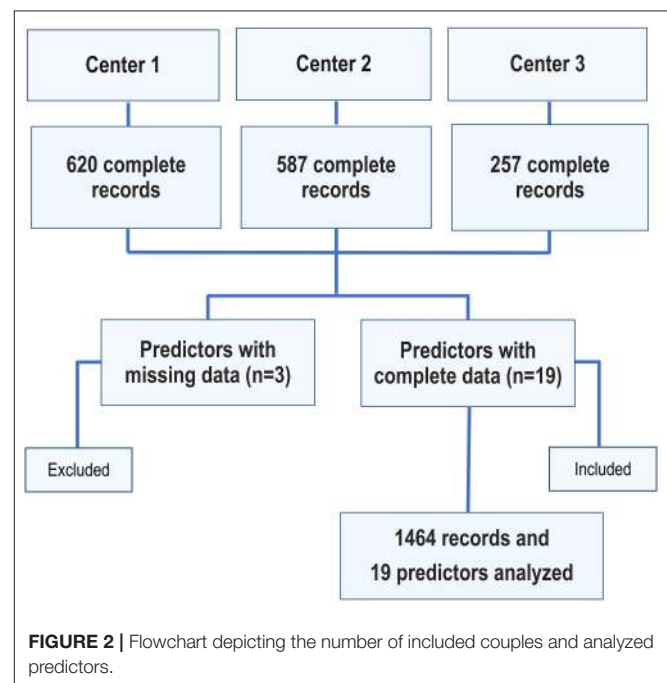 Center 1
Center 2
Center 3
620 complete
records
587 complete
records
257 complete
records
Predictors with
missing data (n=3)
Predictors with
complete data (n=19)
Excluded
Included
1464 records and
19 predictors analyzed
FIGURE 2 | Flowchart depicting the number of included couples and analyzed
predictors.